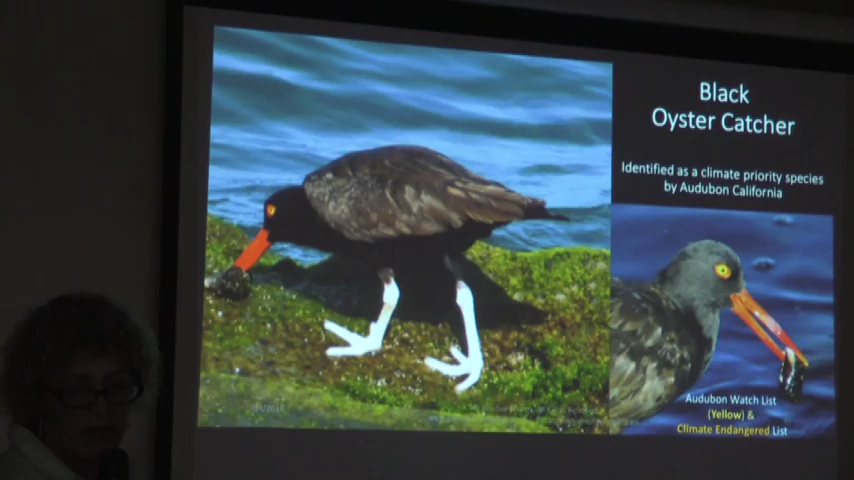 Black
Oyster Catcher
Identified as a climate priority species
by Audubon California
Audubon Watch List
(Yellow) &
Climate Endangered List